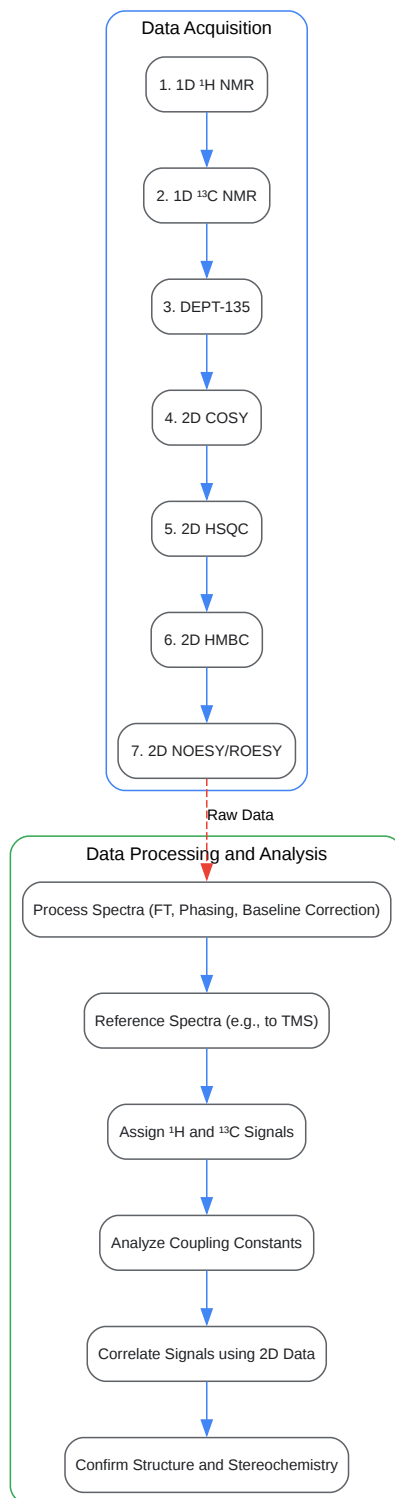 Data Acquisition
1. 1D ¹H NMR
2. 1D ¹³C NMR
3. DEPT-135
4. 2D COSY
5. 2D HSQC
6. 2D HMBC
7. 2D NOESY/ROESY
Raw Data
Data Processing and Analysis
Process Spectra (FT, Phasing, Baseline Correction)
Reference Spectra (e.g., to TMS)
Assign ¹H and ¹³C Signals
Analyze Coupling Constants
Correlate Signals using 2D Data
Confirm Structure and Stereochemistry